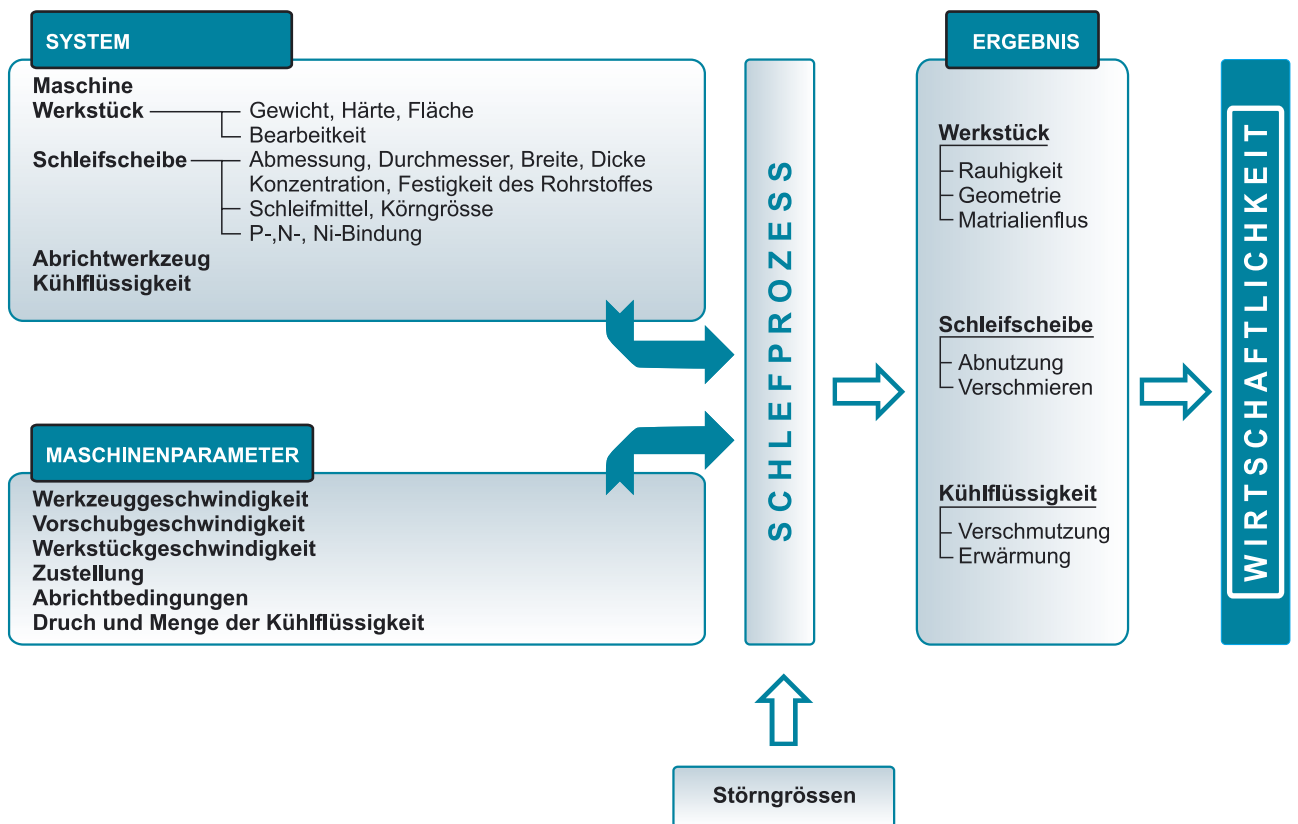 SYSTEM
Maschine
Werkstück
Gewicht, Härte, Fläche
Bearbeitkeit
Schleifscheibe
Abmessung, Durchmesser, Breite, Dicke
Konzentration, Festigkeit des Rohrstoffes
Schleifmittel, Körngrösse
P-,N-, Ni-Bindung
Abrichtwerkzeug
Kühlflüssigkeit
MASCHINENPARAMETER
Werkzeuggeschwindigkeit
Vorschubgeschwindigkeit
Werkstückgeschwindigkeit
Zustellung
Abrichtbedingungen
Druch und Menge der Kühlflüssigkeit
SCHLEFPROZESS
Störngrössen
ERGEBNIS
Werkstück
Rauhigkeit
Geometrie
Matrialienflus
Schleifscheibe
Abnutzung
Verschmieren
Kühlflüssigkeit
Verschmutzung
Erwärmung
WIRTSCHAFTLICHKEIT